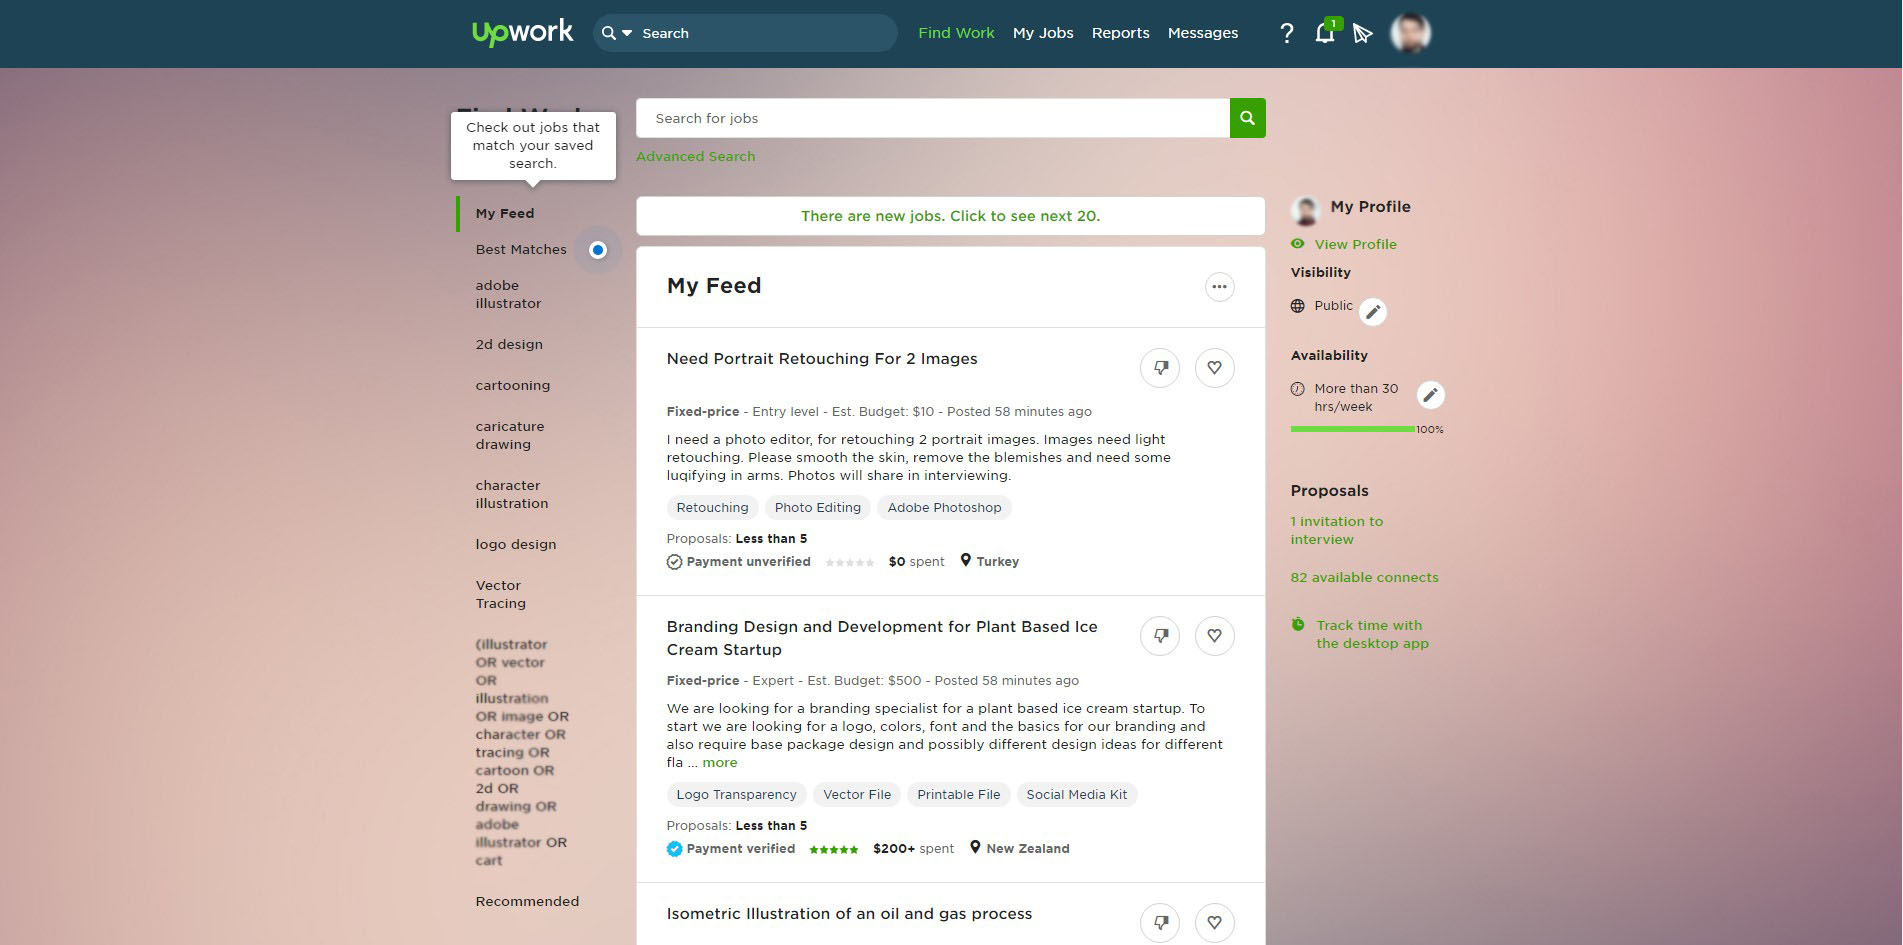 Upwork
Search
Find Work
My Jobs
Reports
Messages
?
1
Find Work
Check out jobs that
match your saved
search.
My Feed
Best Matches
adobe
illustrator
2d design
cartooning
caricature
drawing
character
illustration
logo design
Vector
Tracing
(illustrator
OR vector
OR
illustration
OR image OR
character OR
tracing OR
cartoon OR
2d OR
drawing OR
adobe
illustrator OR
cart
Recommended
Search for jobs
Advanced Search
There are new jobs. Click to see next 20.
My Feed
Need Portrait Retouching For 2 Images
Fixed-price - Entry level - Est. Budget: $10 - Posted 58 minutes ago
I need a photo editor, for retouching 2 portrait images. Images need light
retouching. Please smooth the skin, remove the blemishes and need some
luqifying in arms. Photos will share in interviewing.
Retouching
Photo Editing
Adobe Photoshop
Proposals: Less than 5
Payment unverified
$0 spent
Turkey
Branding Design and Development for Plant Based Ice
Cream Startup
Fixed-price - Expert - Est. Budget: $500 - Posted 58 minutes ago
We are looking for a branding specialist for a plant based ice cream startup. To
start we are looking for a logo, colors, font and the basics for our branding and
also require base package design and possibly different design ideas for different
fla ... more
Logo Transparency
Vector File
Printable File
Social Media Kit
Proposals: Less than 5
Payment verified
$200+ spent
New Zealand
Isometric Illustration of an oil and gas process
My Profile
View Profile
Visibility
Public
Availability
More than 30
hrs/week
100%
Proposals
1 invitation to
interview
82 available connects
Track time with
the desktop app